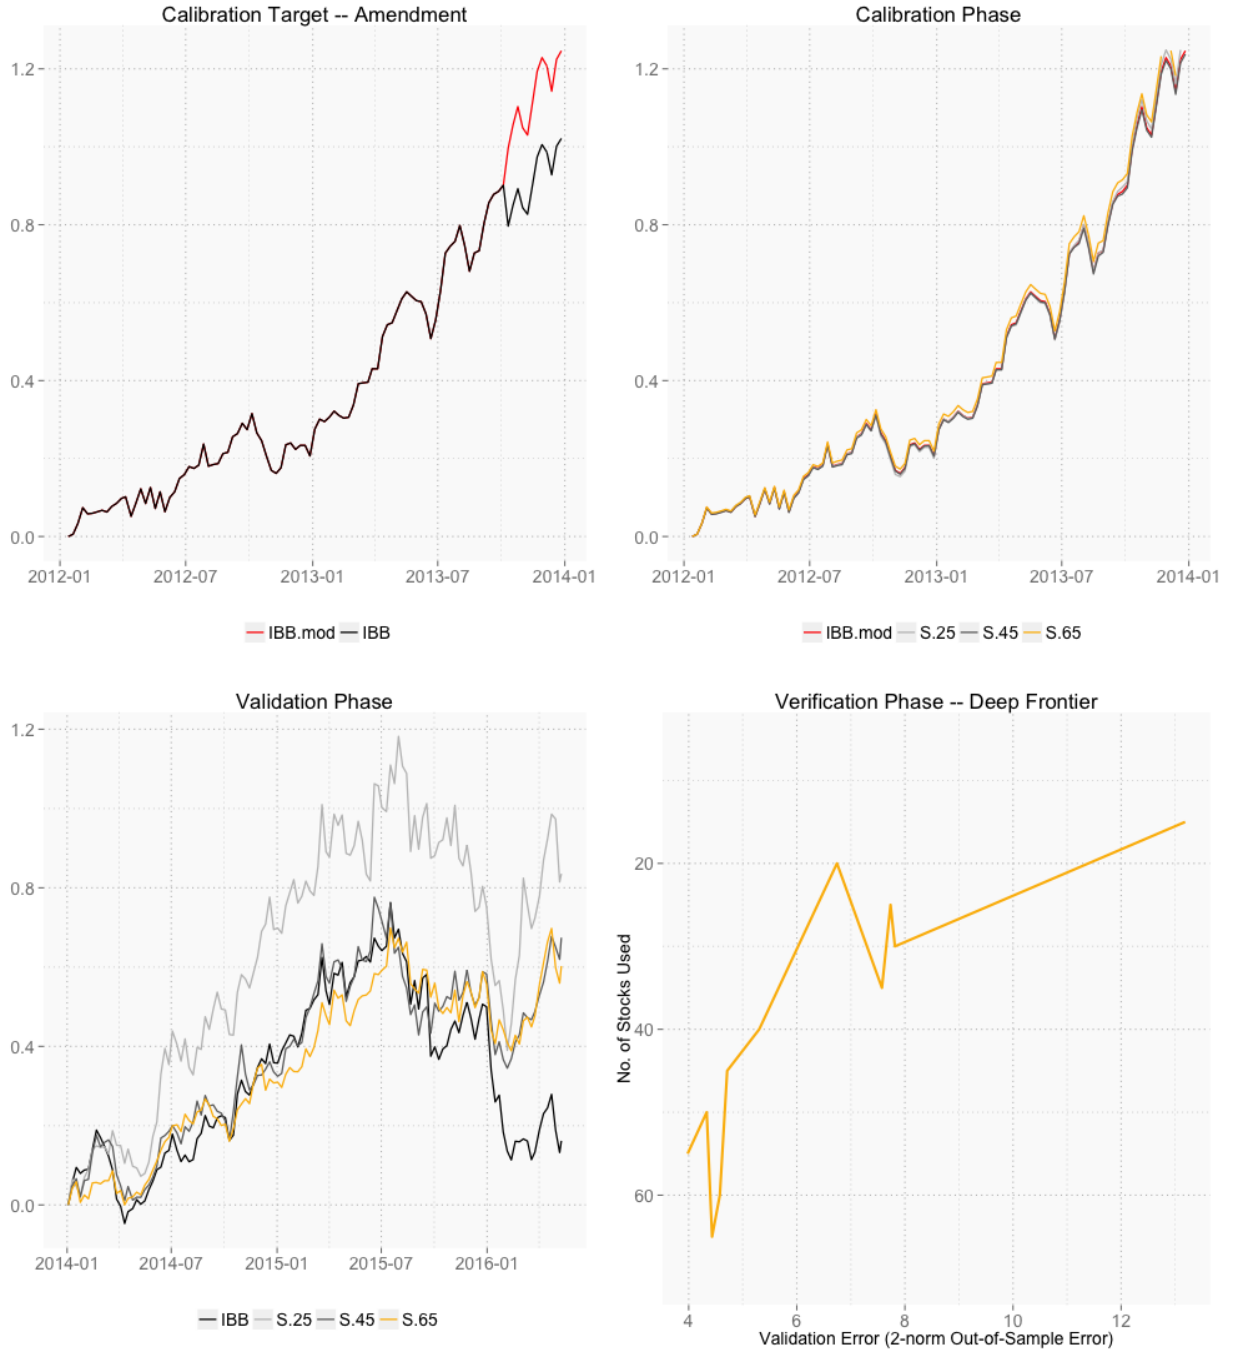 Calibration Target -- Amendment
1.2
0.8
0.4
0.0
2012-01 2012-07 2013-01 2013-07 2014-01
IBB.mod IBB
Calibration Phase
1.2
0.8
0.4
0.0
2012-01 2012-07 2013-01 2013-07 2014-01
IBB.mod S.25 S.45 S.65
Validation Phase
1.2
0.8
0.4
0.0
2014-01 2014-07 2015-01 2015-07 2016-01
IBB S.25 S.45 S.65
Verification Phase -- Deep Frontier
No. of Stocks Used
20
40
60
4 6 8 10 12
Validation Error (2-norm Out-of-Sample Error)